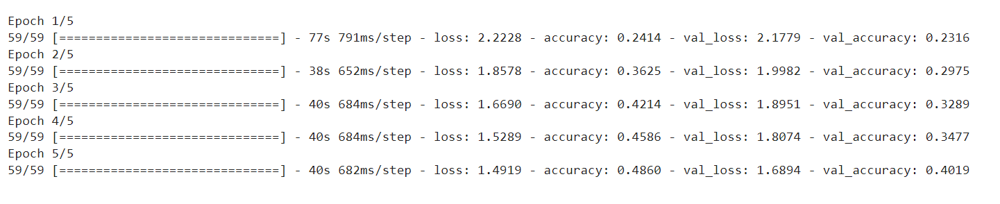 Epoch 1/5
59/59 [==============================] - 77s 791ms/step - loss: 2.2228 - accuracy: 0.2414 - val_loss: 2.1779 - val_accuracy: 0.2316
Epoch 2/5
59/59 [==============================] - 38s 652ms/step - loss: 1.8578 - accuracy: 0.3625 - val_loss: 1.9982 - val_accuracy: 0.2975
Epoch 3/5
59/59 [==============================] - 40s 684ms/step - loss: 1.6690 - accuracy: 0.4214 - val_loss: 1.8951 - val_accuracy: 0.3289
Epoch 4/5
59/59 [==============================] - 40s 684ms/step - loss: 1.5289 - accuracy: 0.4586 - val_loss: 1.8074 - val_accuracy: 0.3477
Epoch 5/5
59/59 [==============================] - 40s 682ms/step - loss: 1.4919 - accuracy: 0.4860 - val_loss: 1.6894 - val_accuracy: 0.4019